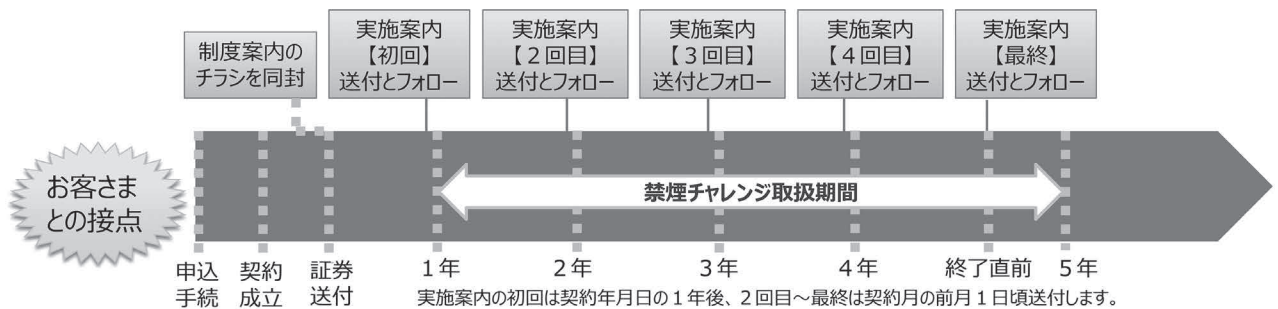 制度案内の
チラシを同封
実施案内
【初回】
送付とフォロー
実施案内
【２回目】
送付とフォロー
実施案内
【３回目】
送付とフォロー
実施案内
【４回目】
送付とフォロー
実施案内
【最終】
送付とフォロー
お客さま
との接点
禁煙チャレンジ取扱期間
申込
手続
契約
成立
証券
送付
１年
２年
３年
４年
終了直前
５年
実施案内の初回は契約年月日の１年後、２回目～最終は契約月の前月１日頃送付します。